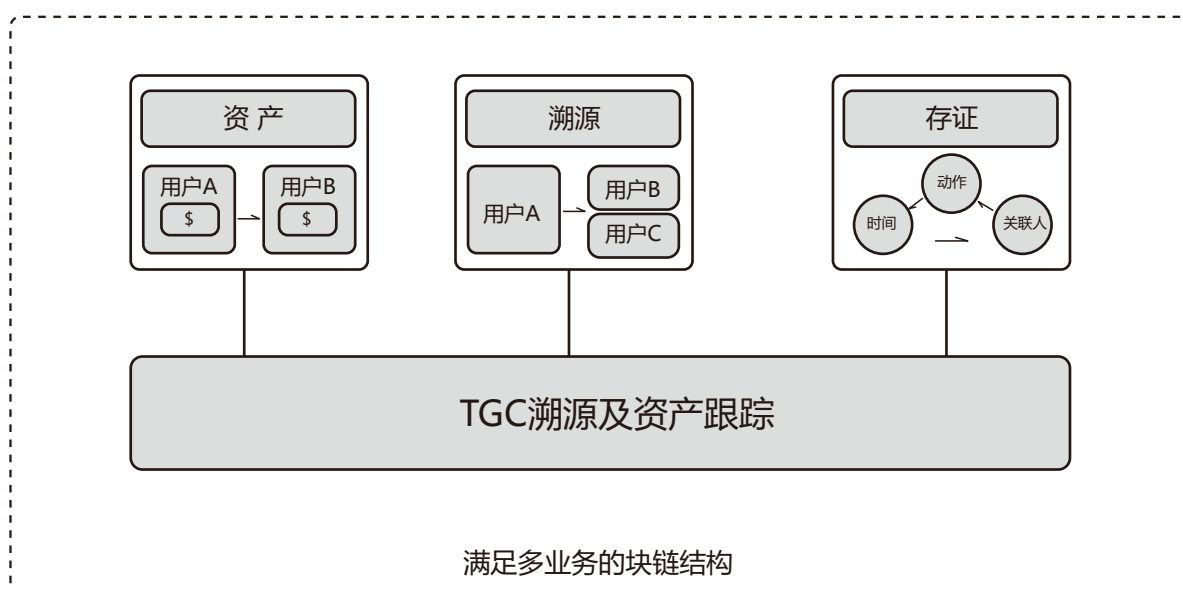 资 产
用户A
$
用户B
$
溯源
用户A
用户B
用户C
存证
动作
时间
关联人
TGC溯源及资产跟踪
满足多业务的块链结构